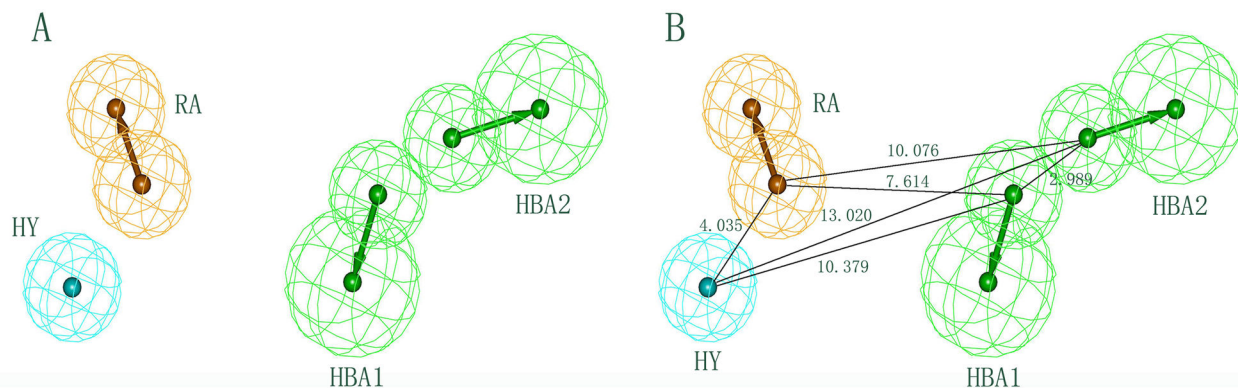 A
RA
HY
HBA2
HBA1
B
RA
10.076
7.614
2.989
HBA2
4.035
13.020
10.379
HY
HBA1